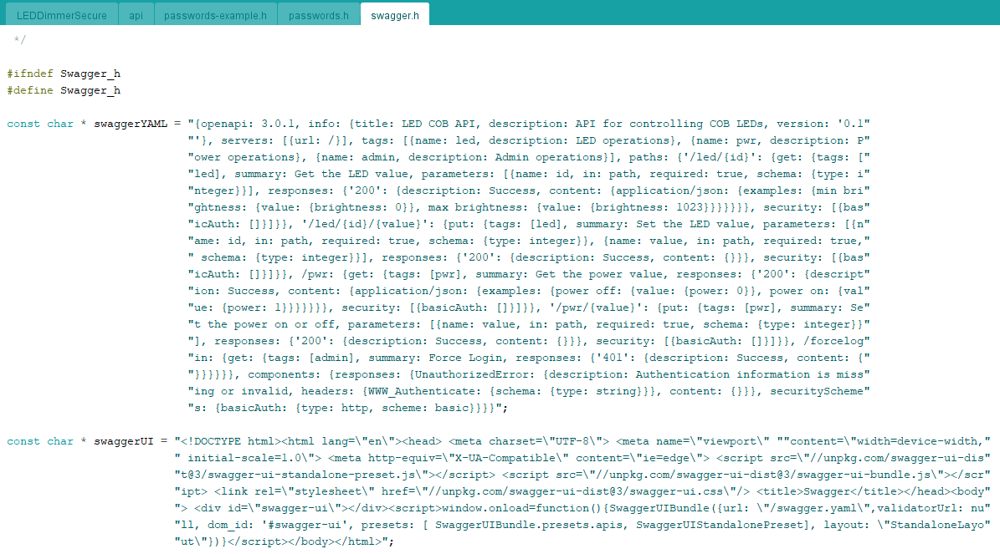 LEDDimmerSecure api passwords-example.h passwords.h swagger.h
*/
#ifndef Swagger_h
#define Swagger_h
const char * swaggerYAML = "{openapi: 3.0.1, info: {title: LED COB API, description: API for controlling COB LEDs, version: '0.1"
"'}, servers: [{url: /}], tags: [{name: led, description: LED operations}, {name: pwr, description: P"
"ower operations}, {name: admin, description: Admin operations}], paths: {'/led/{id}': {get: {tags: ["
"led], summary: Get the LED value, parameters: [{name: id, in: path, required: true, schema: {type: i"
"nteger}}], responses: {'200': {description: Success, content: {application/json: {examples: {min bri"
"ghtness: {value: {brightness: 0}}, max brightness: {value: {brightness: 1023}}}}}}}, security: [{bas"
"icAuth: []}]}}, '/led/{id}/{value}': {put: {tags: [led], summary: Set the LED value, parameters: [{n"
"ame: id, in: path, required: true, schema: {type: integer}}, {name: value, in: path, required: true,"
" schema: {type: integer}}], responses: {'200': {description: Success, content: {}}}, security: [{bas"
"icAuth: []}]}}, /pwr: {get: {tags: [pwr], summary: Get the power value, responses: {'200': {descript"
"ion: Success, content: {application/json: {examples: {power off: {value: {power: 0}}, power on: {val"
"ue: {power: 1}}}}}}}, security: [{basicAuth: []}]}}, '/pwr/{value}': {put: {tags: [pwr], summary: Se"
"t the power on or off, parameters: [{name: value, in: path, required: true, schema: {type: integer}}"
"], responses: {'200': {description: Success, content: {}}}, security: [{basicAuth: []}]}}, /forcelog"
"in: {get: {tags: [admin], summary: Force Login, responses: {'401': {description: Success, content: {"
"}}}}}}, components: {responses: {UnauthorizedError: {description: Authentication information is miss"
"ing or invalid, headers: {WWW_Authenticate: {schema: {type: string}}}, content: {}}}, securityScheme"
"s: {basicAuth: {type: http, scheme: basic}}}}";
const char * swaggerUI = "<!DOCTYPE html><html lang=\"en\"><head> <meta charset=\"UTF-8\"> <meta name=\"viewport\" ""content=\"width=device-width,"
" initial-scale=1.0\"> <meta http-equiv=\"X-UA-Compatible\" content=\"ie=edge\"> <script src=\"//unpkg.com/swagger-ui-dis"
"t@3/swagger-ui-standalone-preset.js\"></script> <script src=\"//unpkg.com/swagger-ui-dist@3/swagger-ui-bundle.js\"></scr"
"ipt> <link rel=\"stylesheet\" href=\"//unpkg.com/swagger-ui-dist@3/swagger-ui.css\"/> <title>Swagger</title></head><body"
"> <div id=\"swagger-ui\"></div><script>window.onload=function(){SwaggerUIBundle({url: \"/swagger.yaml\",validatorUrl: nu"
"ll, dom_id: '#swagger-ui', presets: [ SwaggerUIBundle.presets.apis, SwaggerUIStandalonePreset], layout: \"StandaloneLayo"
"ut\"})}</script></body></html>";